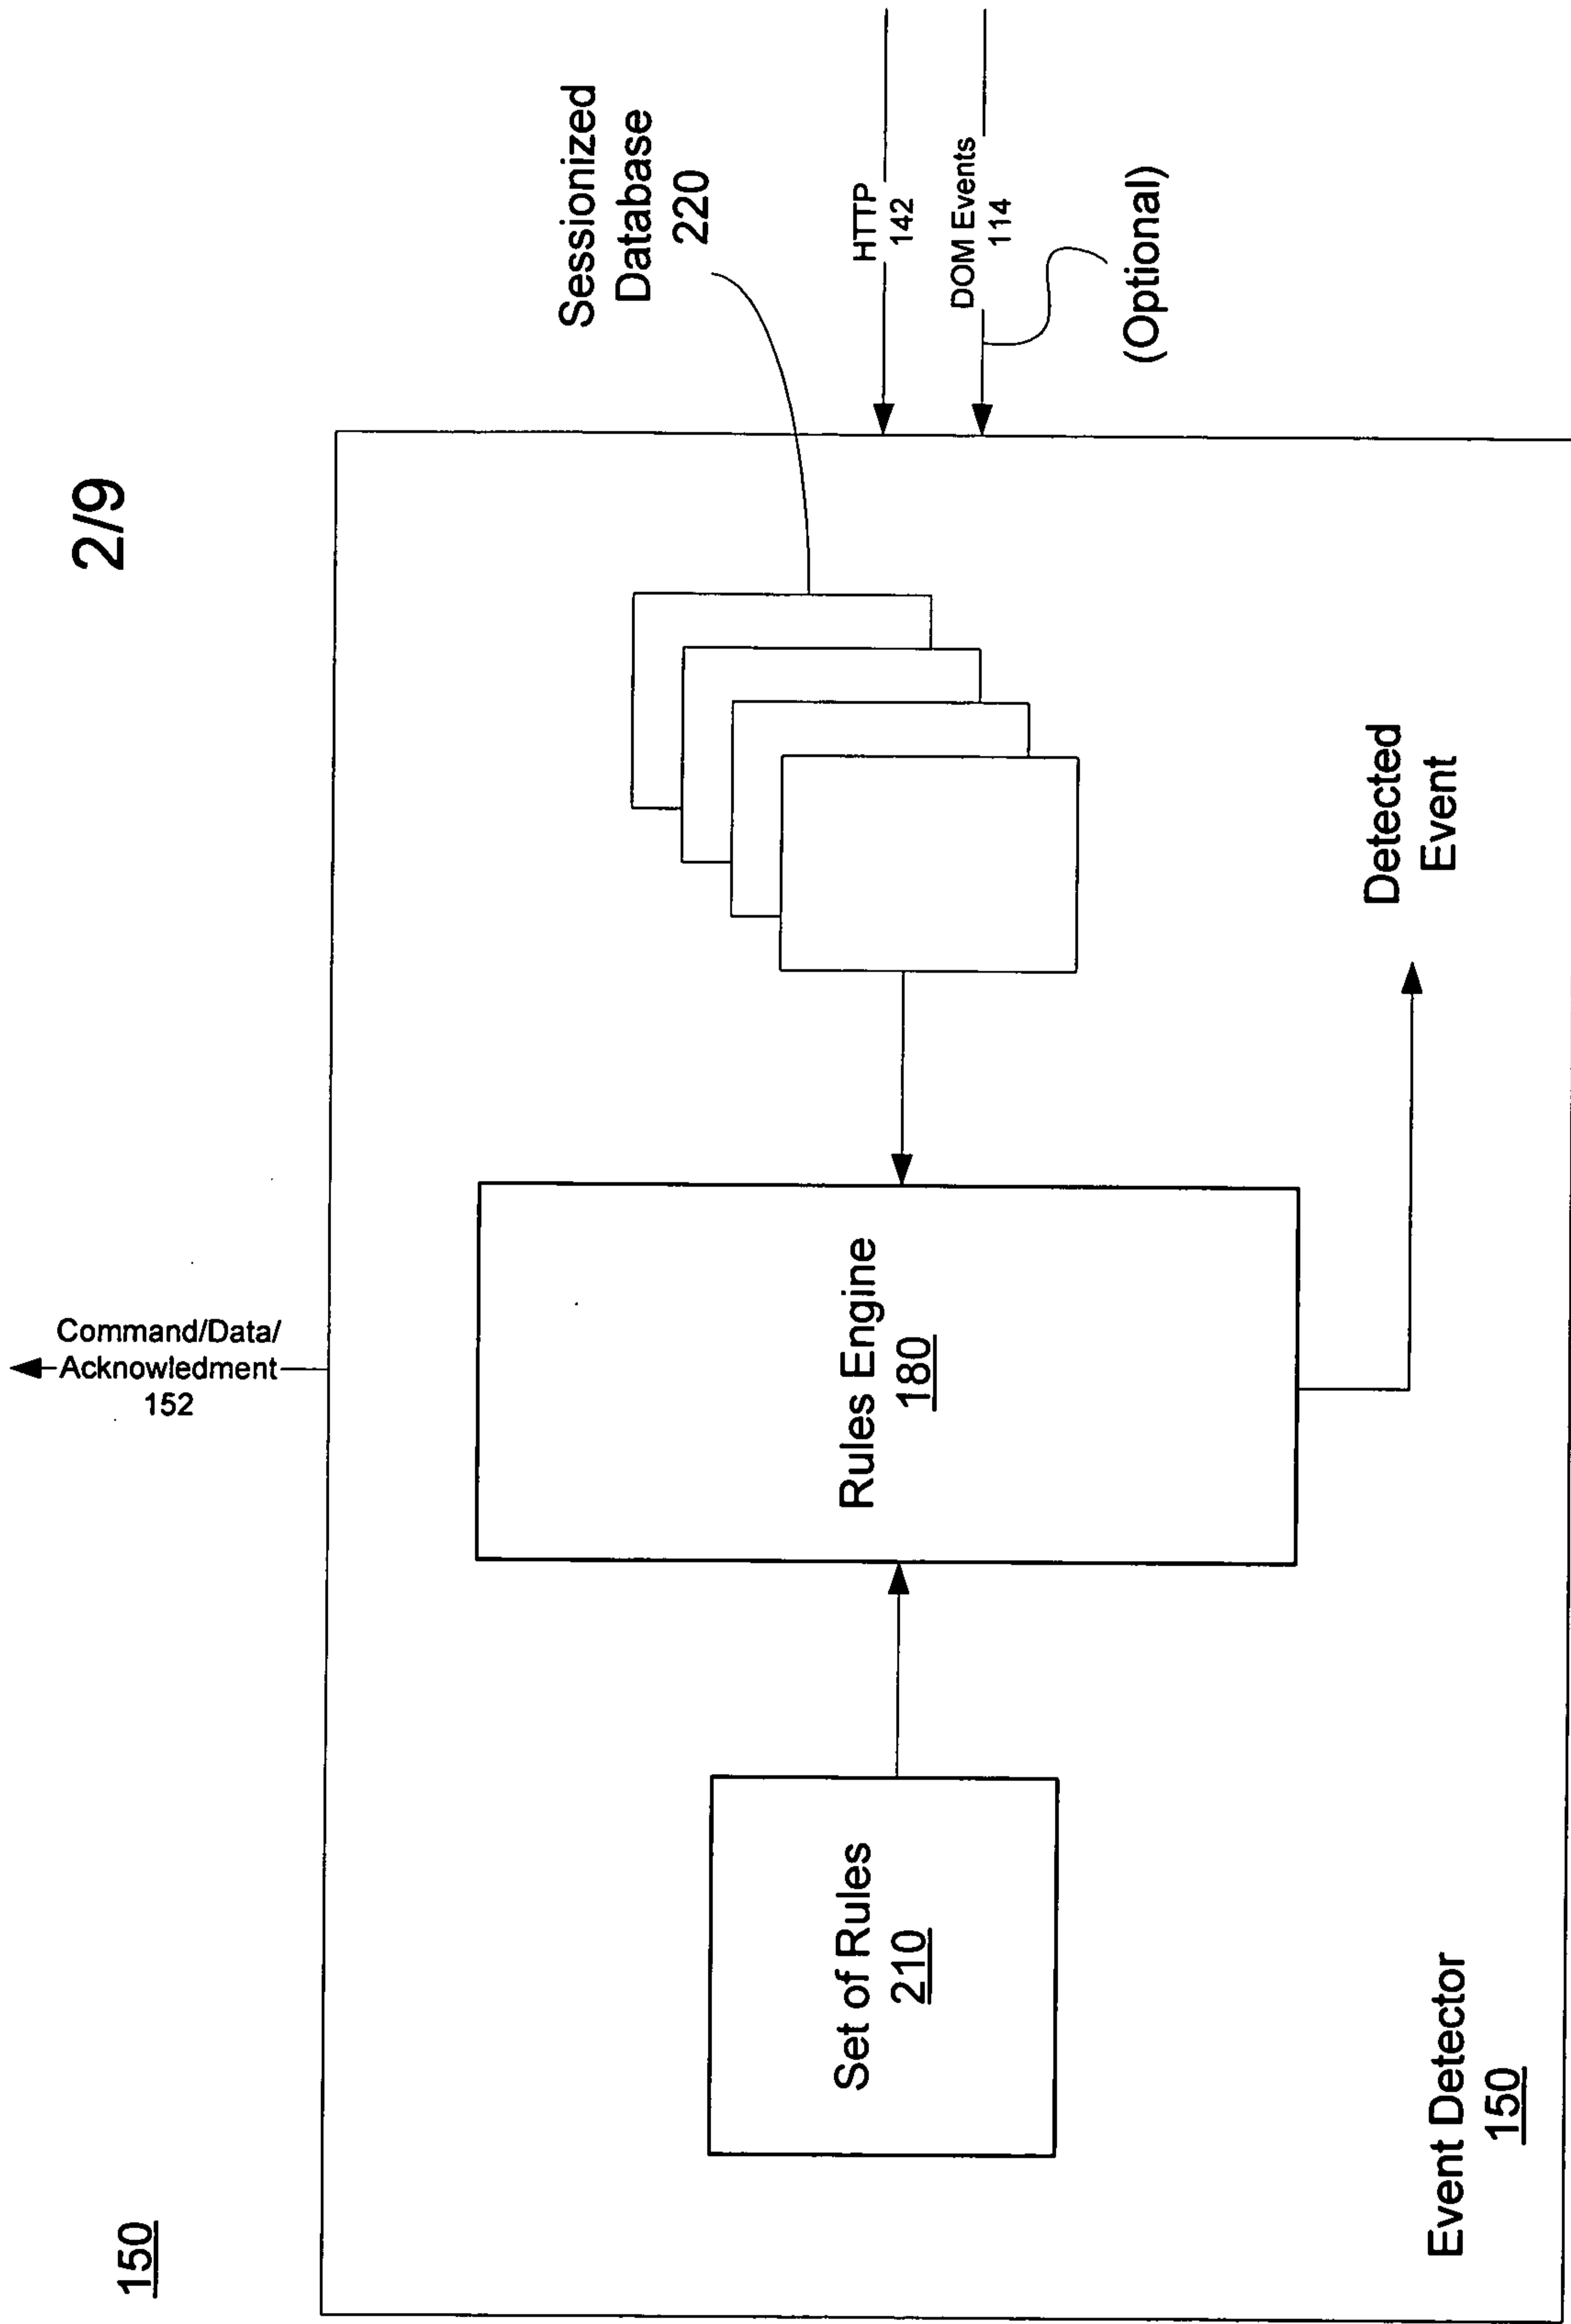 2/9
150
Command/Data/
Acknowledment
152
Sessionized
Database
220
HTTP
142
DOM Events
114
(Optional)
Set of Rules
210
Rules Engine
180
Detected
Event
Event Detector
150